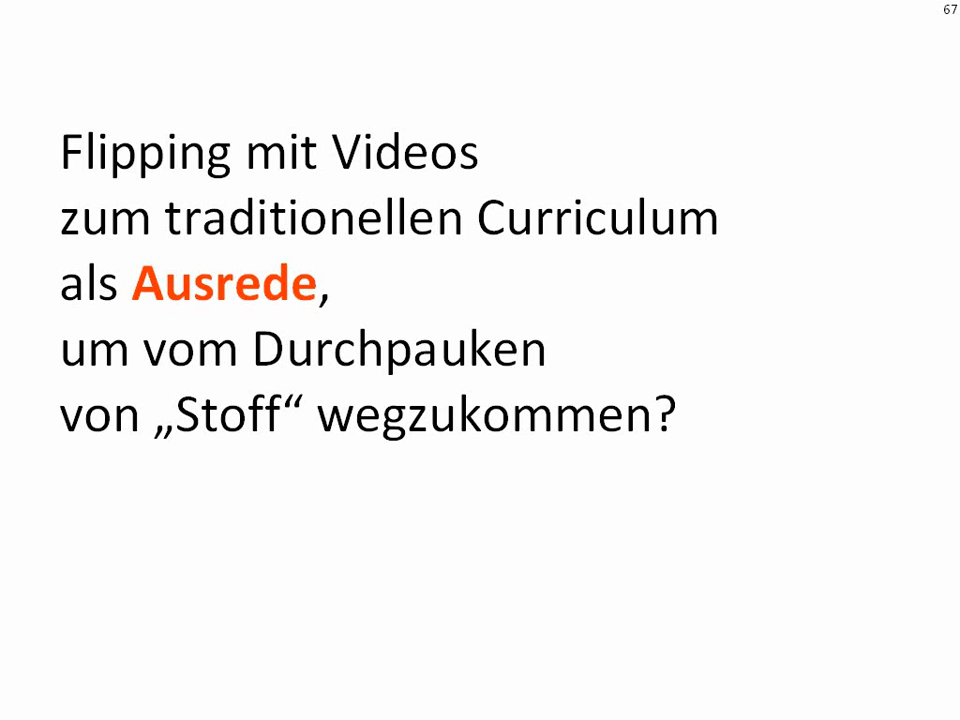 67
Flipping mit Videos
zum traditionellen Curriculum
als Ausrede,
um vom Durchpauken
von „Stoff“ wegzukommen?